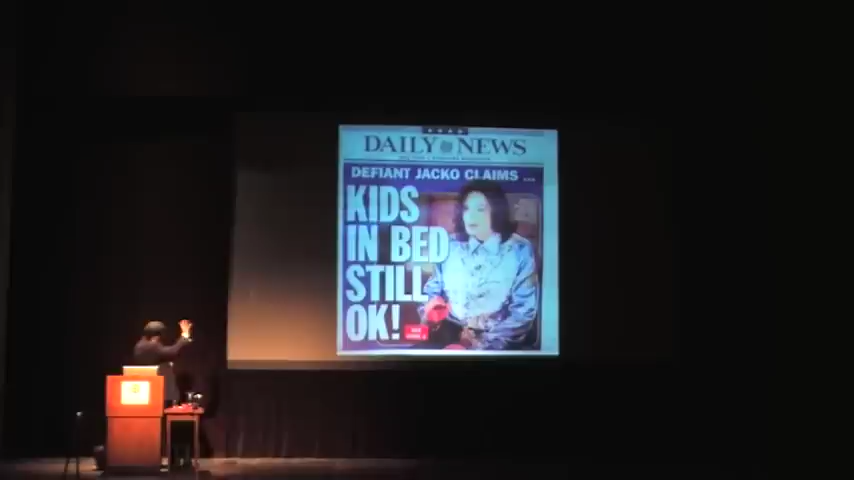 DAILY NEWS
DEFIANT JACKO CLAIMS ...
KIDS
IN BED
STILL
OK!